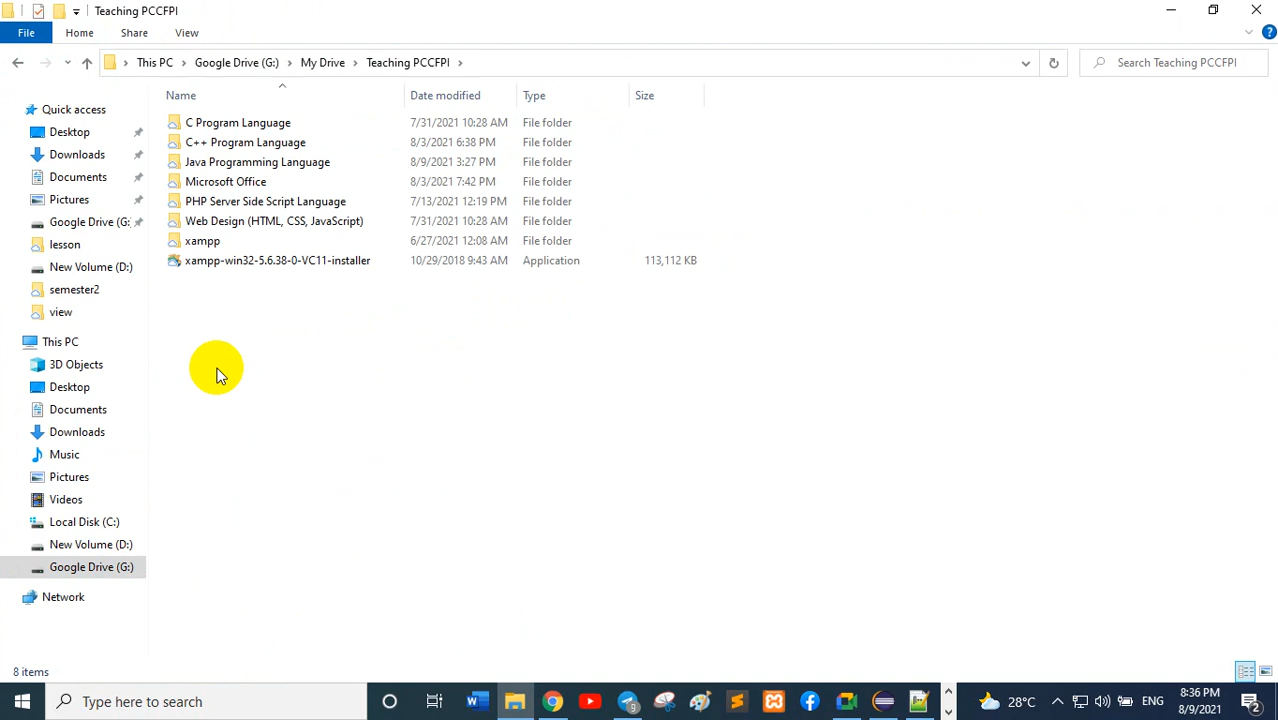 Teaching PCCFPI
File Home Share View
This PC Google Drive (G:) My Drive Teaching PCCFPI
Search Teaching PCCFPI
Name Date modified Type Size
C Program Language 7/31/2021 10:28 AM File folder
C++ Program Language 8/3/2021 6:38 PM File folder
Java Programming Language 8/9/2021 3:27 PM File folder
Microsoft Office 8/3/2021 7:42 PM File folder
PHP Server Side Script Language 7/13/2021 12:19 PM File folder
Web Design (HTML, CSS, JavaScript) 7/31/2021 10:28 AM File folder
xampp 6/27/2021 12:08 AM File folder
xampp-win32-5.6.38-0-VC11-installer 10/29/2018 9:43 AM Application 113,112 KB
Quick access
Desktop
Downloads
Documents
Pictures
Google Drive (G:
lesson
New Volume (D:)
semester2
view
This PC
3D Objects
Desktop
Documents
Downloads
Music
Pictures
Videos
Local Disk (C:)
New Volume (D:)
Google Drive (G:)
Network
8 items
Type here to search
9
28°C
ENG
8:36 PM
8/9/2021
2